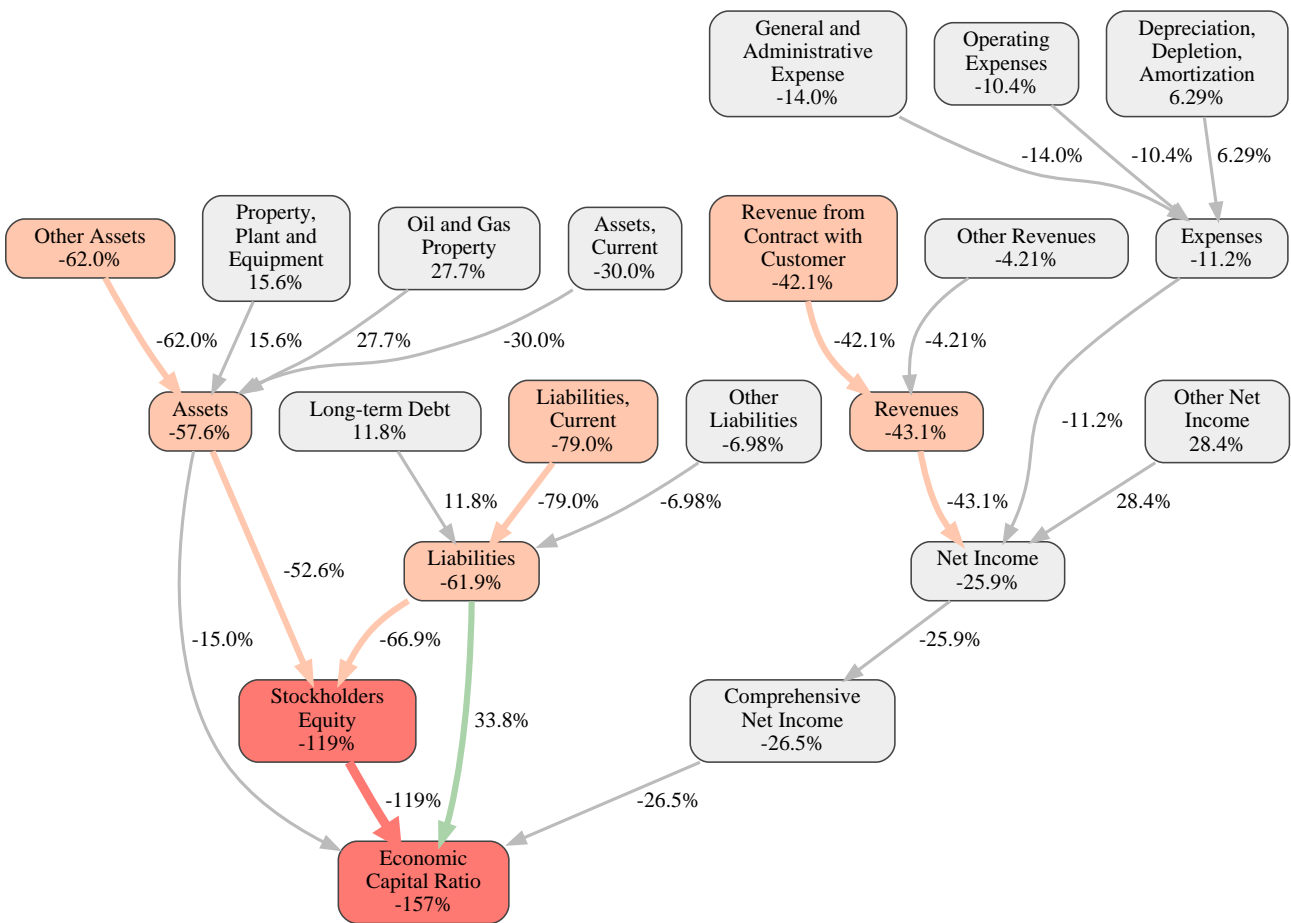 General and
Administrative
Expense
-14.0%
Operating
Expenses
-10.4%
Depreciation,
Depletion,
Amortization
6.29%
-14.0%
-10.4%
6.29%
Other Assets
-62.0%
Property,
Plant and
Equipment
15.6%
Oil and Gas
Property
27.7%
Assets,
Current
-30.0%
Revenue from
Contract with
Customer
-42.1%
Other Revenues
-4.21%
Expenses
-11.2%
-62.0%
15.6%
27.7%
-30.0%
-42.1%
-4.21%
Assets
-57.6%
Long-term Debt
11.8%
Liabilities,
Current
-79.0%
Other
Liabilities
-6.98%
Revenues
-43.1%
-11.2%
Other Net
Income
28.4%
11.8%
-79.0%
-6.98%
-43.1%
28.4%
-52.6%
Liabilities
-61.9%
Net Income
-25.9%
-15.0%
-66.9%
-25.9%
Stockholders
Equity
-119%
33.8%
Comprehensive
Net Income
-26.5%
-119%
-26.5%
Economic
Capital Ratio
-157%